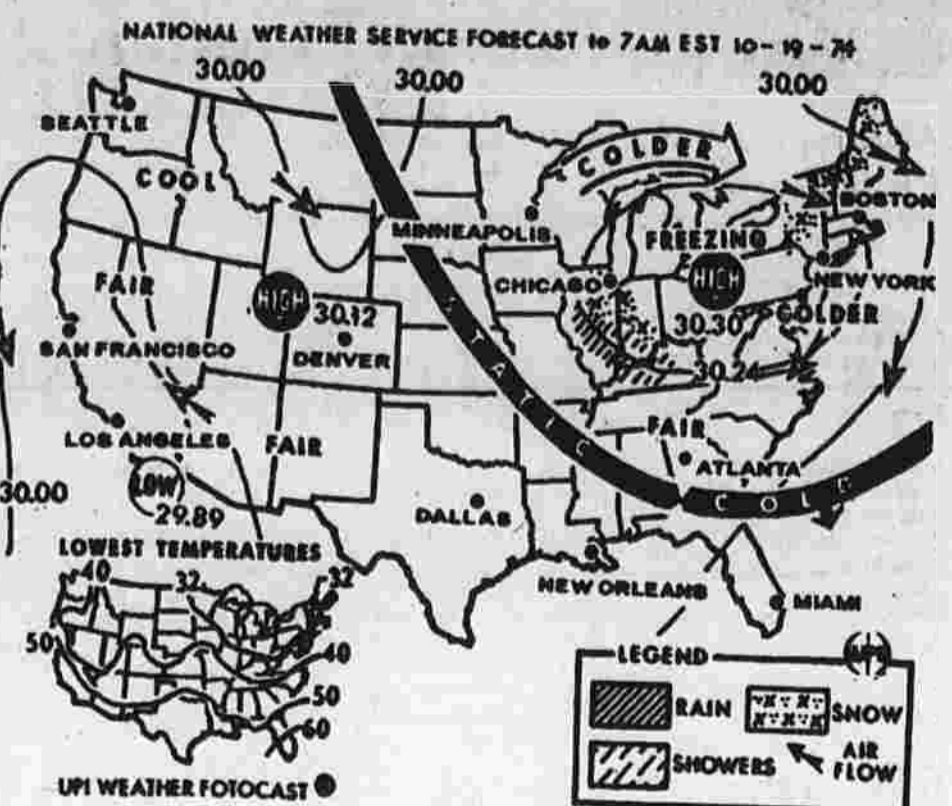 NATIONAL WEATHER SERVICE FORECAST to 7AM EST 10-19-74
30.00
30.00
30.00
SEATTLE
COLDER
COOL
BOSTON
MINNEAPOLIS
FREEZING
FAIR
HIGH
CHICAGO
HIGH
NEW YORK
30.12
30.30
COLDER
SAN FRANCISCO
DENVER
STATIC
30.24
LOS ANGELES
FAIR
FAIR
ATLANTA
30.00
LOW
COLD
29.89
DALLAS
LOWEST TEMPERATURES
NEW ORLEANS
MIAMI
40
32
32
50
40
50
60
LEGEND
RAIN
SNOW
SHOWERS
AIR
FLOW
UPI WEATHER FOTOCAST